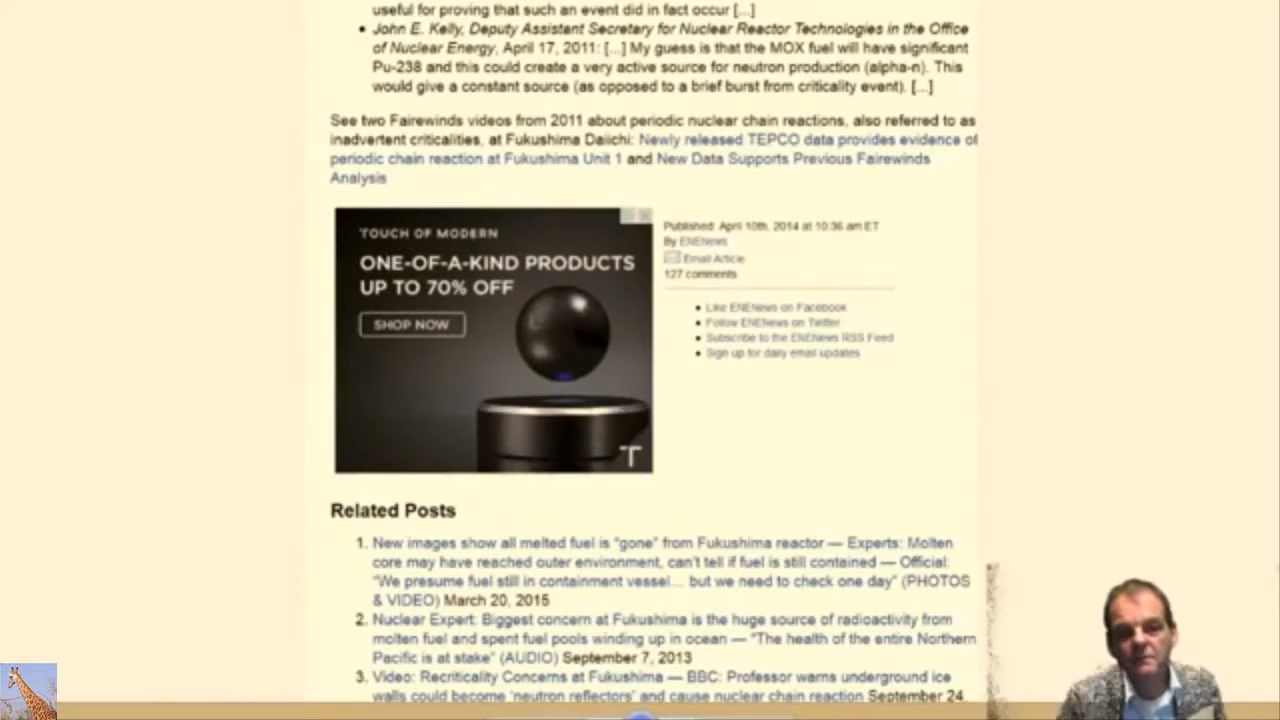 useful for proving that such an event did in fact occur [...]
• John E. Kelly, Deputy Assistant Secretary for Nuclear Reactor Technologies in the Office
of Nuclear Energy, April 17, 2011: [...] My guess is that the MOX fuel will have significant
Pu-238 and this could create a very active source for neutron production (alpha-n). This
would give a constant source (as opposed to a brief burst from criticality event). [...]
See two Fairewinds videos from 2011 about periodic nuclear chain reactions, also referred to as
inadvertent criticalities, at Fukushima Daiichi: Newly released TEPCO data provides evidence of
periodic chain reaction at Fukushima Unit 1 and New Data Supports Previous Fairewinds
Analysis
TOUCH OF MODERN
ONE-OF-A-KIND PRODUCTS
UP TO 70% OFF
SHOP NOW
T
Published: April 10th, 2014 at 10:36 am ET
By ENENews
Email Article
127 comments
• Like ENENews on Facebook
• Follow ENENews on Twitter
• Subscribe to the ENENews RSS Feed
• Sign up for daily email updates
Related Posts
1. New images show all melted fuel is “gone” from Fukushima reactor — Experts: Molten
core may have reached outer environment, can’t tell if fuel is still contained — Official:
“We presume fuel still in containment vessel... but we need to check one day” (PHOTOS
& VIDEO) March 20, 2015
2. Nuclear Expert: Biggest concern at Fukushima is the huge source of radioactivity from
molten fuel and spent fuel pools winding up in ocean — “The health of the entire Northern
Pacific is at stake” (AUDIO) September 7, 2013
3. Video: Recriticality Concerns at Fukushima — BBC: Professor warns underground ice
walls could become ‘neutron reflectors’ and cause nuclear chain reaction September 24,